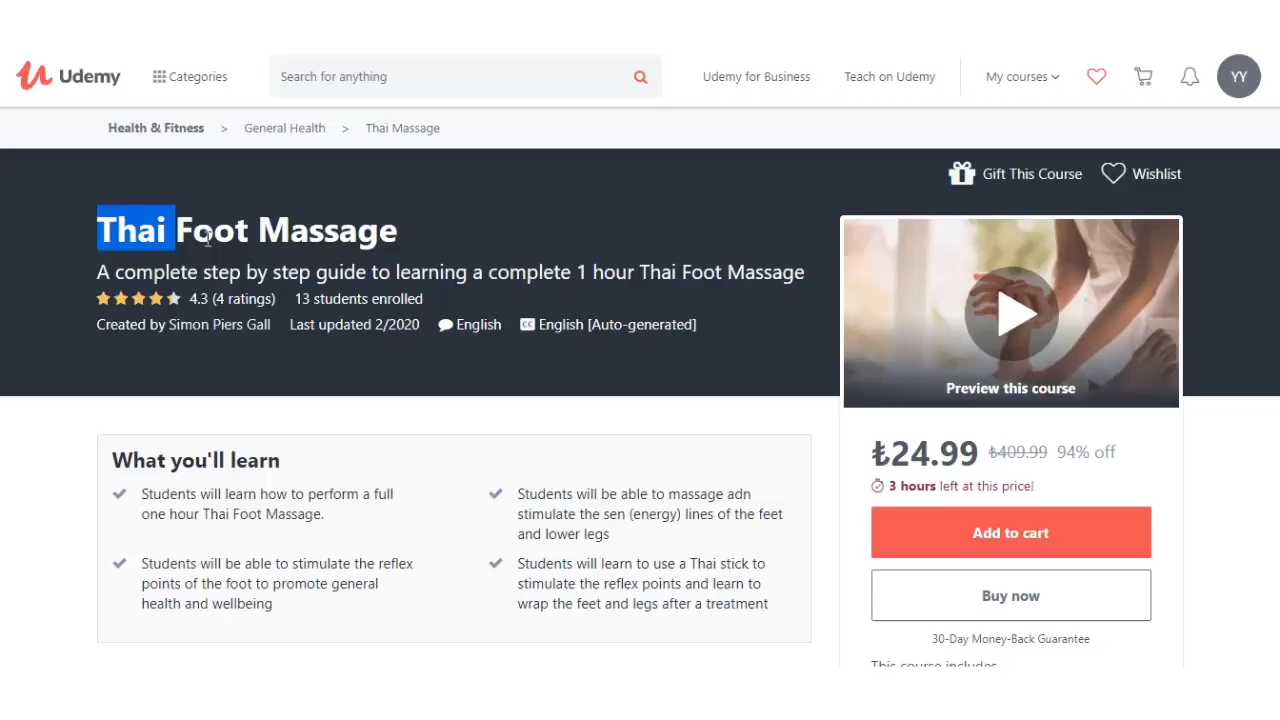 Udemy
Categories
Search for anything
Udemy for Business
Teach on Udemy
My courses
YY
Health & Fitness > General Health > Thai Massage
Gift This Course
Wishlist
Thai Foot Massage
A complete step by step guide to learning a complete 1 hour Thai Foot Massage
4.3 (4 ratings) 13 students enrolled
Created by Simon Piers Gall Last updated 2/2020 English CC English [Auto-generated]
Preview this course
What you'll learn
Students will learn how to perform a full
one hour Thai Foot Massage.
Students will be able to stimulate the reflex
points of the foot to promote general
health and wellbeing
Students will be able to massage adn
stimulate the sen (energy) lines of the feet
and lower legs
Students will learn to use a Thai stick to
stimulate the reflex points and learn to
wrap the feet and legs after a treatment
₺24.99 ₺409.99 94% off
3 hours left at this price!
Add to cart
Buy now
30-Day Money-Back Guarantee
This course includes